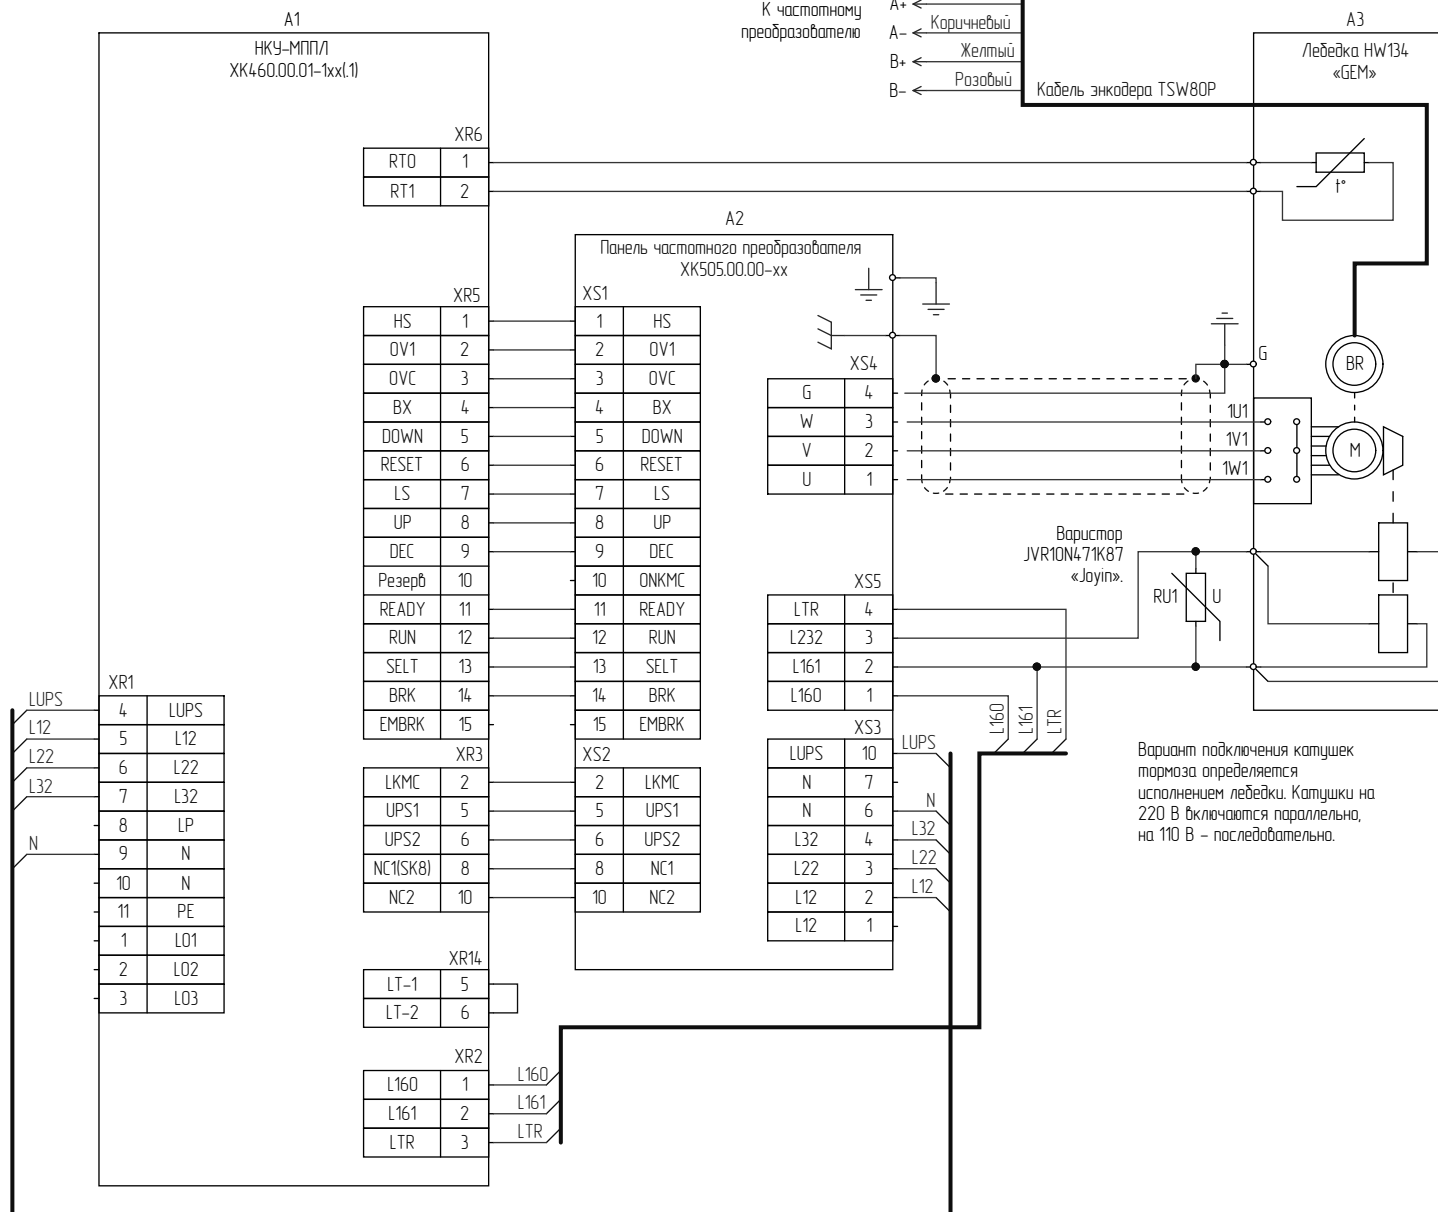 К частотному
преобразователю
A+
A- Коричневый
B+ Желтый
B- Розовый
Кабель энкодера TSW80P
A1
НКУ-МППЛ
ХК460.00.01-1хх(.1)
A3
Лебедка HW134
«GEM»
XR6
RT0 1
RT1 2
t°
A2
Панель частотного преобразователя
ХК505.00.00-хх
XR5
HS 1
0V1 2
0VC 3
BX 4
DOWN 5
RESET 6
LS 7
UP 8
DEC 9
Резерв 10
READY 11
RUN 12
SELT 13
BRK 14
EMBRK 15
XS1
1 HS
2 0V1
3 0VC
4 BX
5 DOWN
6 RESET
7 LS
8 UP
9 DEC
10 ONKMC
11 READY
12 RUN
13 SELT
14 BRK
15 EMBRK
XS4
G 4
W 3
V 2
U 1
G
1U1
1V1
1W1
BR
M
Варистор
JVR10N471K87
«Joyin».
RU1 U
XS5
LTR 4
L232 3
L161 2
L160 1
L160
L161
LTR
XR1
LUPS 4 LUPS
L12 5 L12
L22 6 L22
L32 7 L32
8 LP
N 9 N
10 N
11 PE
1 L01
2 L02
3 L03
XR3
LKMC 2
UPS1 5
UPS2 6
NC1(SK8) 8
NC2 10
XS2
2 LKMC
5 UPS1
6 UPS2
8 NC1
10 NC2
XS3
LUPS 10 LUPS
N 7
N 6 N
L32 4 L32
L22 3 L22
L12 2 L12
L12 1
Вариант подключения катушек
тормоза определяется
исполнением лебедки. Катушки на
220 В включаются параллельно,
на 110 В - последовательно.
XR14
LT-1 5
LT-2 6
XR2
L160 1 L160
L161 2 L161
LTR 3 LTR